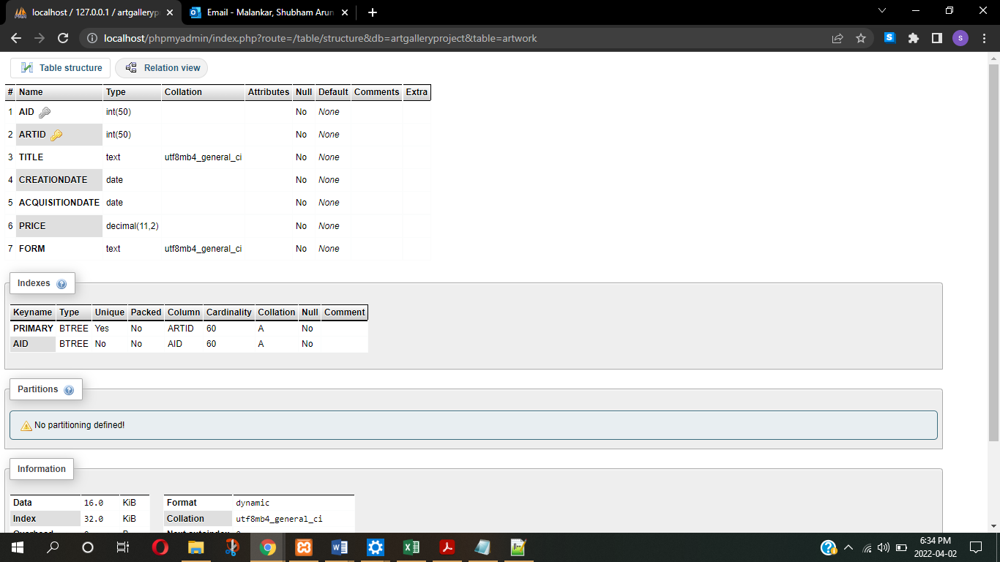 localhost / 127.0.0.1 / artgalleryp
Email - Malankar, Shubham Arun
localhost/phpmyadmin/index.php?route=/table/structure&db=artgalleryproject&table=artwork
S
s
Table structure
Relation view
# Name Type Collation Attributes Null Default Comments Extra
1 AID int(50) No None
2 ARTID int(50) No None
3 TITLE text utf8mb4_general_ci No None
4 CREATIONDATE date No None
5 ACQUISITIONDATE date No None
6 PRICE decimal(11,2) No None
7 FORM text utf8mb4_general_ci No None
Indexes
Keyname Type Unique Packed Column Cardinality Collation Null Comment
PRIMARY BTREE Yes No ARTID 60 A No
AID BTREE No No AID 60 A No
Partitions
No partitioning defined!
Information
Data 16.0 KiB Format dynamic
Index 32.0 KiB Collation utf8mb4_general_ci
6:34 PM
2022-04-02